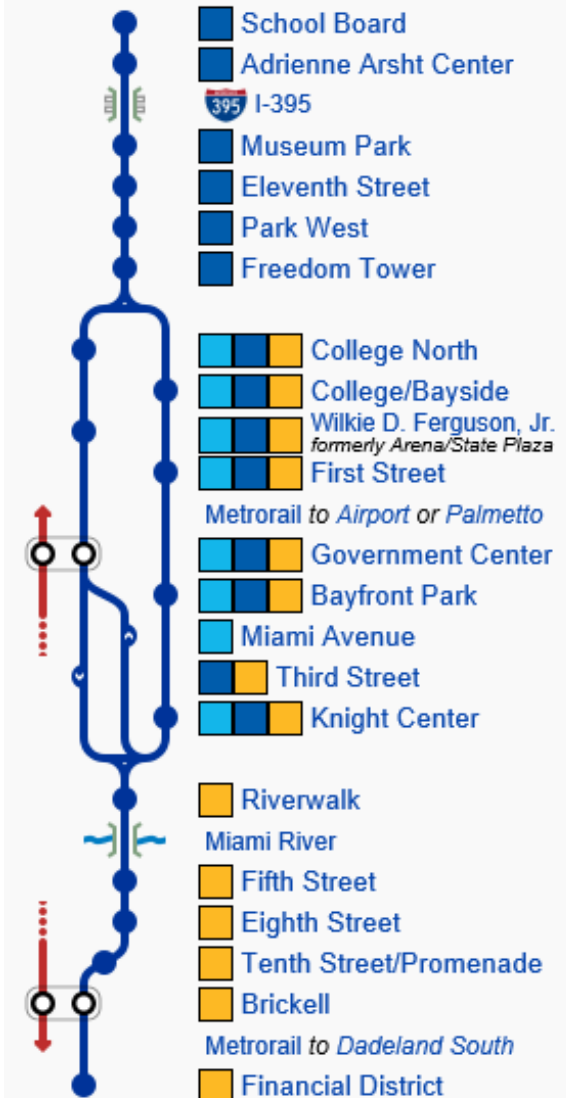 School Board
Adrienne Arsht Center
395 I-395
Museum Park
Eleventh Street
Park West
Freedom Tower
College North
College/Bayside
Wilkie D. Ferguson, Jr.
formerly Arena/State Plaza
First Street
Metrorail to Airport or Palmetto
Government Center
Bayfront Park
Miami Avenue
Third Street
Knight Center
Riverwalk
Miami River
Fifth Street
Eighth Street
Tenth Street/Promenade
Brickell
Metrorail to Dadeland South
Financial District